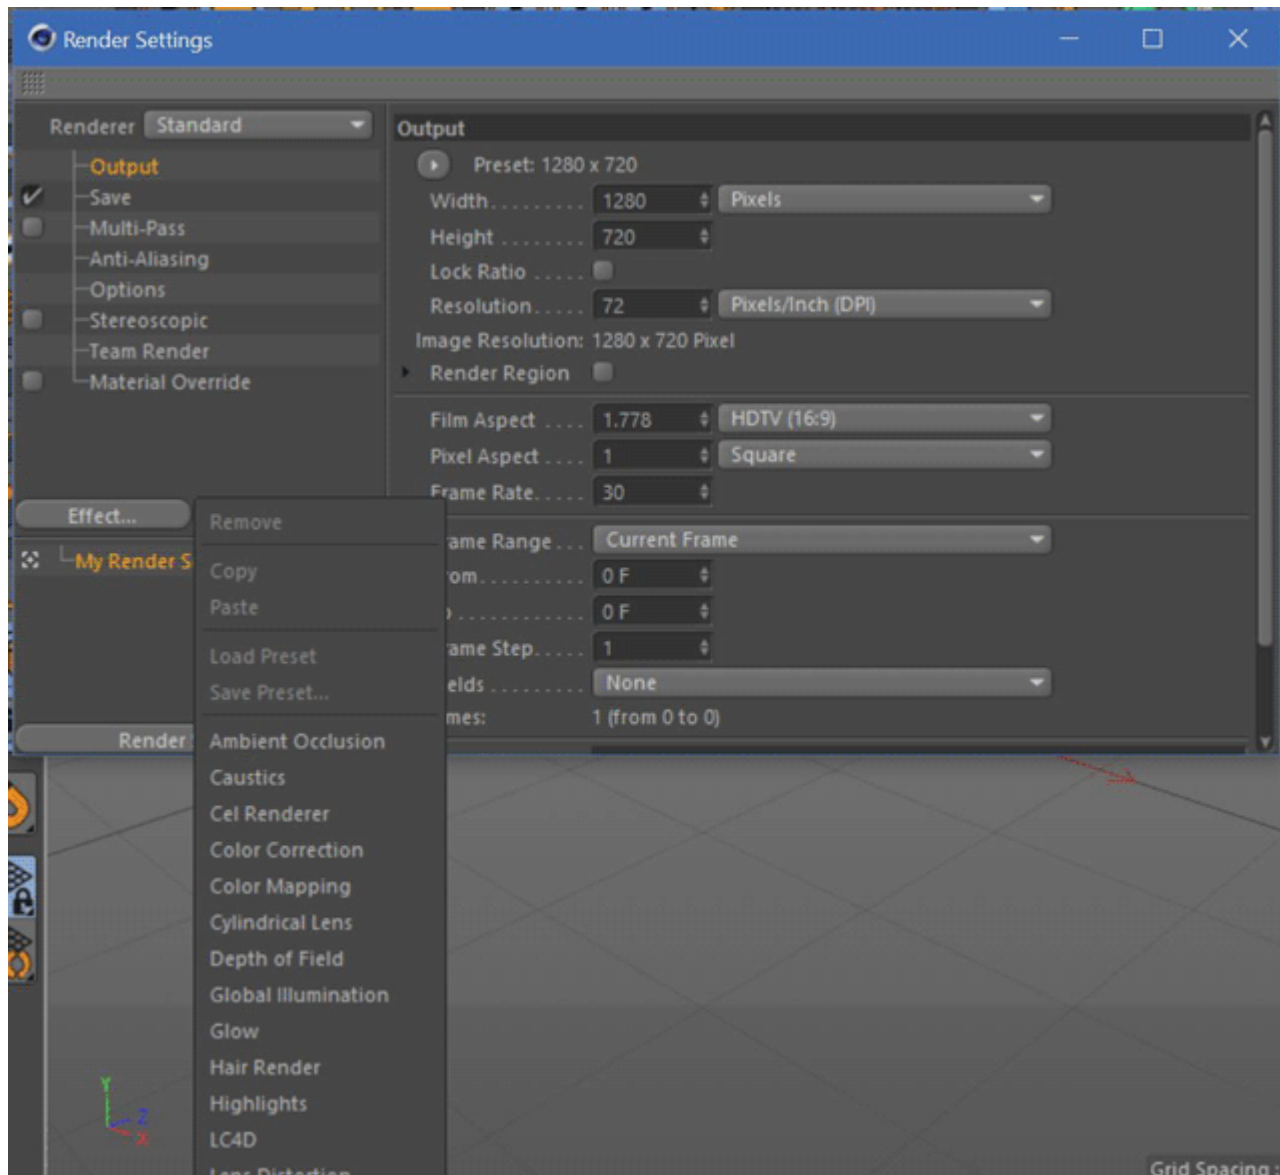 Render Settings
Renderer Standard
Output
Save
Multi-Pass
Anti-Aliasing
Options
Stereoscopic
Team Render
Material Override
Effect...
My Render S
Render
Output
Preset: 1280 x 720
Width......... 1280 Pixels
Height ........ 720
Lock Ratio .....
Resolution..... 72 Pixels/Inch (DPI)
Image Resolution: 1280 x 720 Pixel
Render Region
Film Aspect .... 1.778 HDTV (16:9)
Pixel Aspect .... 1 Square
Frame Rate..... 30
rame Range ... Current Frame
om......... 0 F
............ 0 F
rame Step..... 1
elds ......... None
mes: 1 (from 0 to 0)
Remove
Copy
Paste
Load Preset
Save Preset...
Ambient Occlusion
Caustics
Cel Renderer
Color Correction
Color Mapping
Cylindrical Lens
Depth of Field
Global Illumination
Glow
Hair Render
Highlights
LC4D
Lens Distortion
Y
Z
X
Grid Spacing